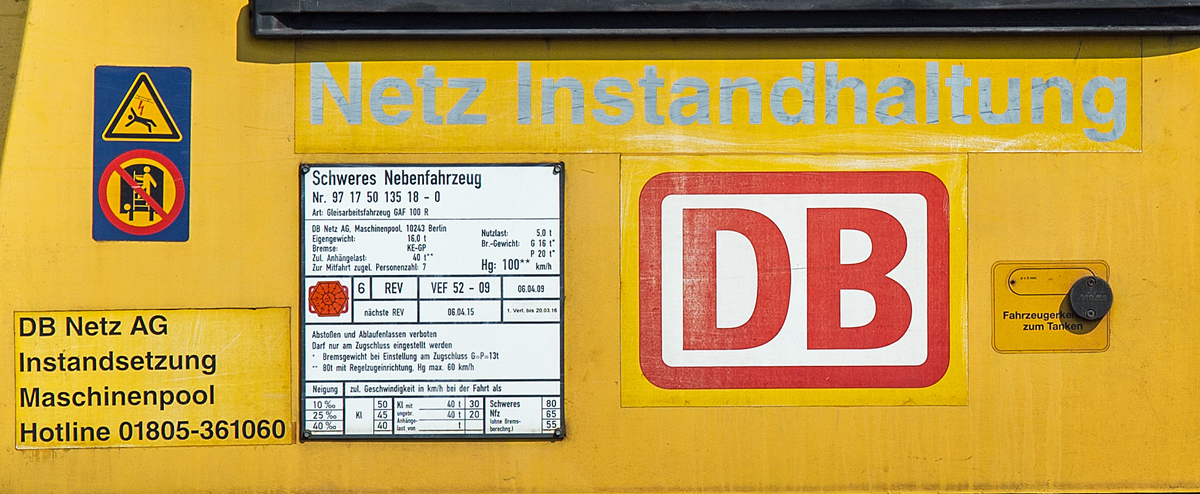 Netz Instandhaltung
Schweres Nebenfahrzeug
Nr. 97 17 50 135 18 - 0
Art: Gleisarbeitsfahrzeug GAF 100 R
DB Netz AG, Maschinenpool, 10243 Berlin
Eigengewicht: 16,0 t
Bremse: KE-GP
Zul. Anhängelast: 40 t**
Zur Mitfahrt zugel. Personenzahl: 7
Nutzlast: 5,0 t
Br.-Gewicht: G 16 t*
P 20 t*
Hg: 100** km/h
6 REV VEF 52 - 09 06.04.09
nächste REV 06.04.15 1. Verl. bis 20.03.16
Abstoßen und Ablaufenlassen verboten
Darf nur am Zugschluss eingestellt werden
* Bremsgewicht bei Einstellung am Zugschluss G=P=13t
** 80t mit Regelzugeinrichtung, Hg max. 60 km/h
Neigung zul. Geschwindigkeit in km/h bei der Fahrt als
10 ‰ 50 Kl mit 40 t 30 Schweres 80
25 ‰ Kl 45 ungebr. 40 t 20 Nfz 65
40 ‰ 40 Anhänge- last von t (ohne Brems- berechng.) 55
DB
DB Netz AG
Instandsetzung
Maschinenpool
Hotline 01805-361060
zum Tanken